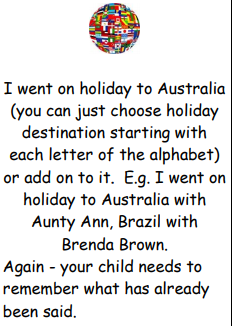 I went on holiday to Australia
(you can just choose holiday
destination starting with
each letter of the alphabet)
or add on to it.  E.g. I went on
holiday to Australia with
Aunty Ann, Brazil with
Brenda Brown.
Again - your child needs to
remember what has already
been said.